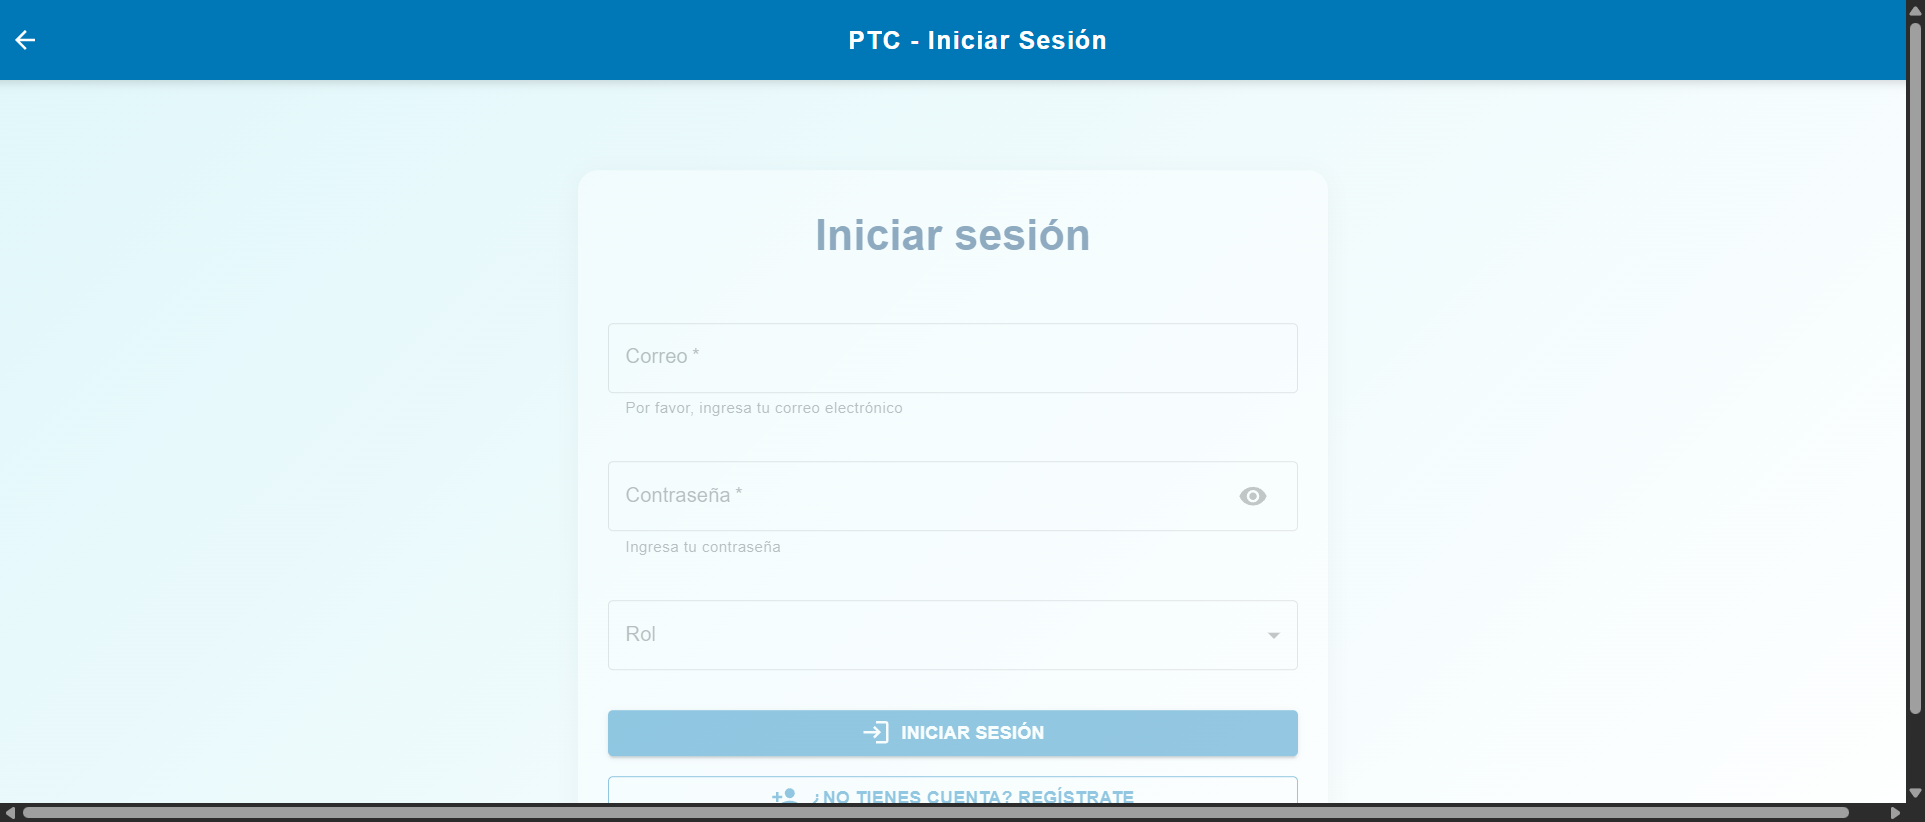 PTC - Iniciar Sesión
Iniciar sesión
Correo *
Por favor, ingresa tu correo electrónico
Contraseña *
Ingresa tu contraseña
Rol
INICIAR SESIÓN
¿NO TIENES CUENTA? REGÍSTRATE